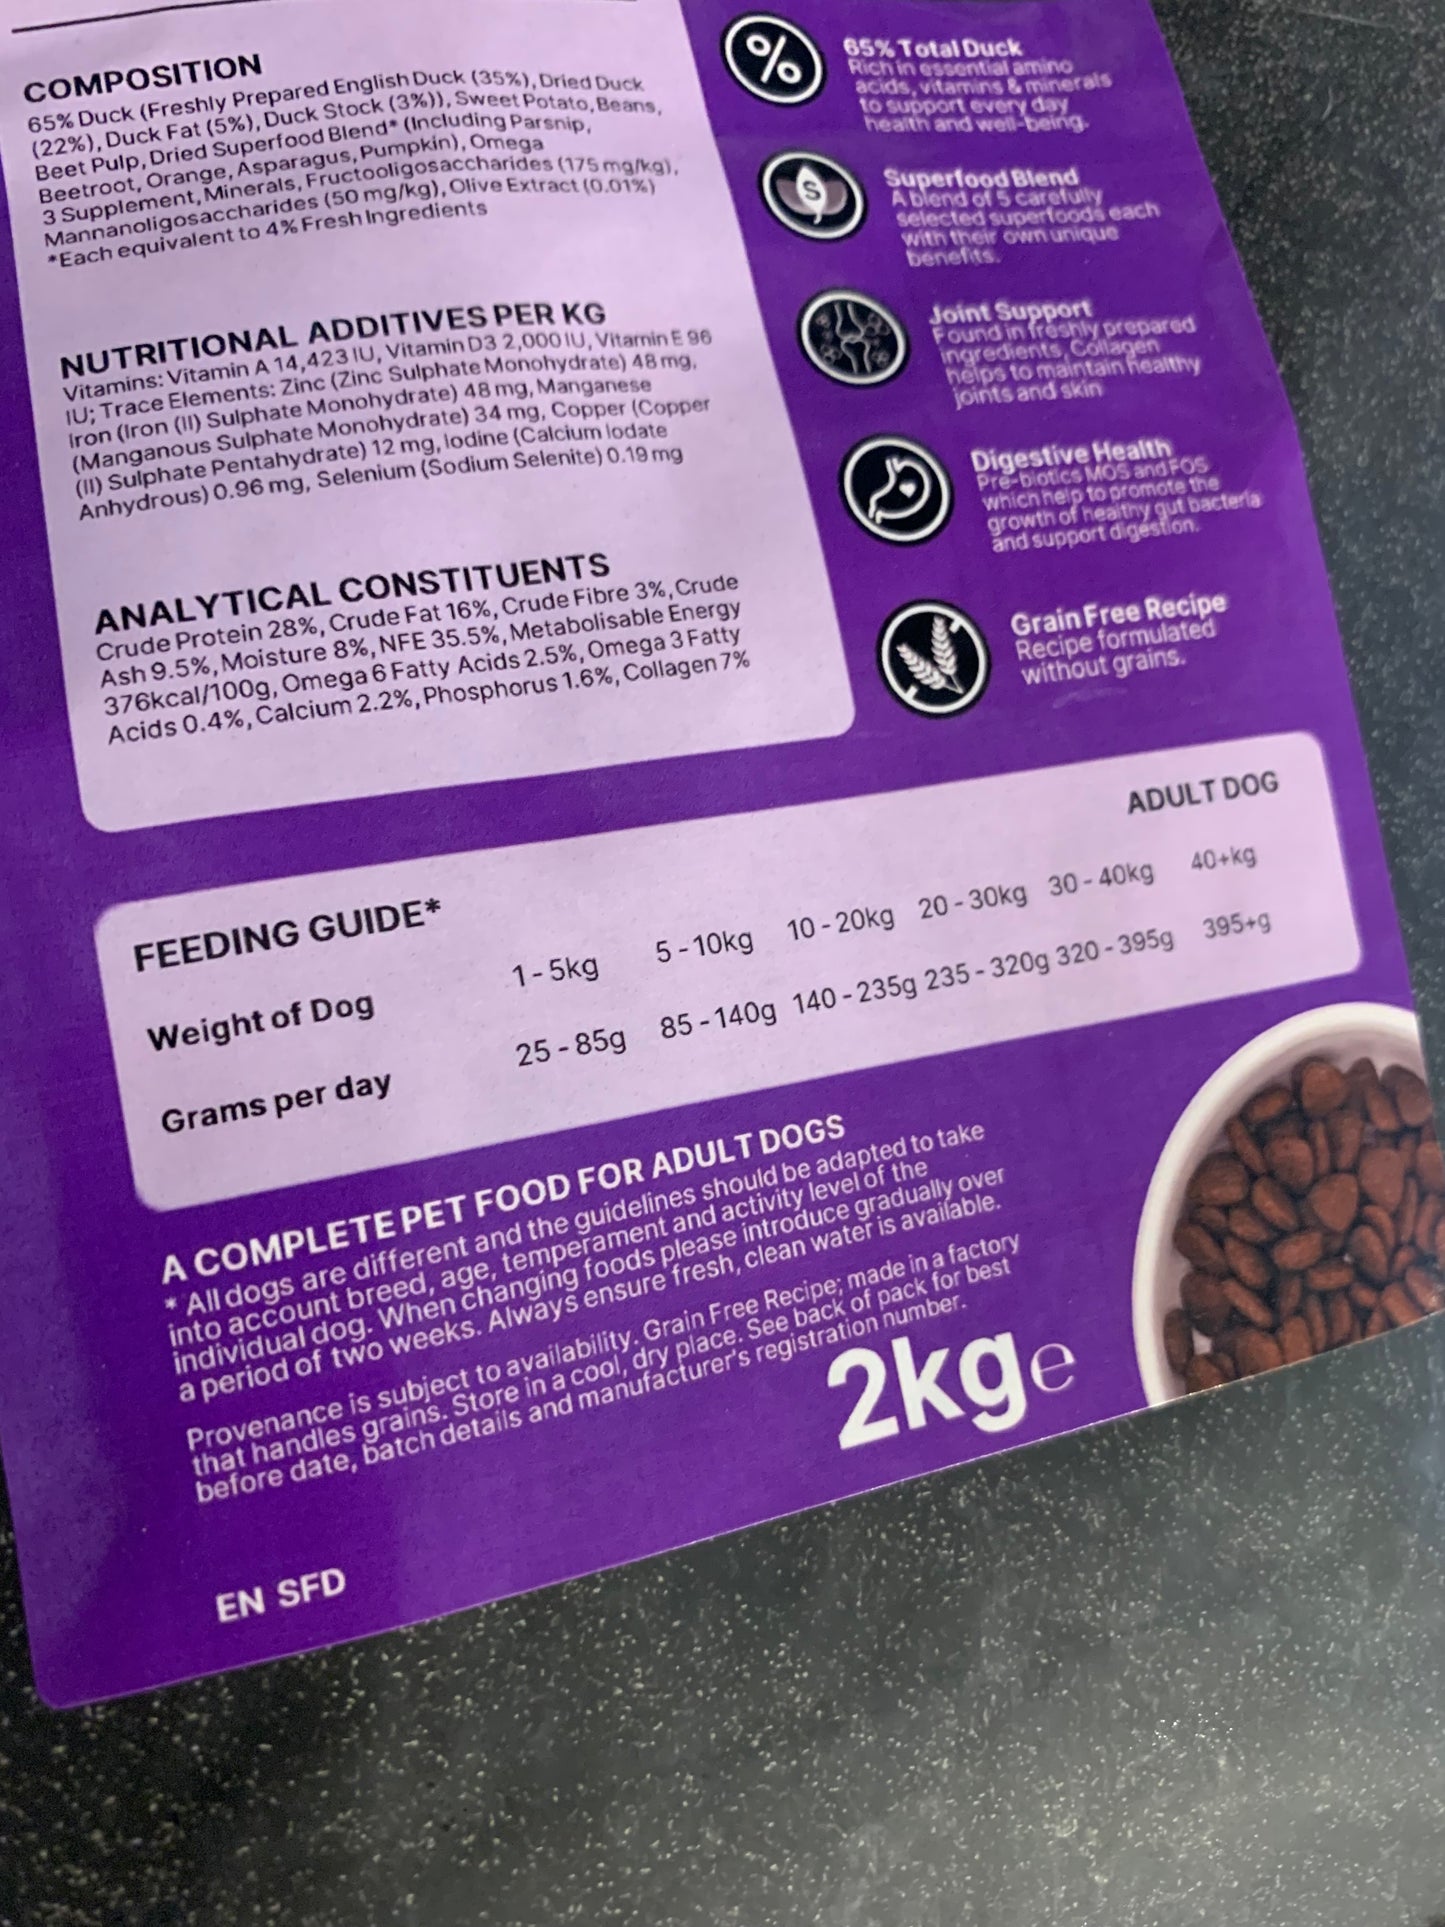 COMPOSITION
65% Duck (Freshly Prepared English Duck (35%), Dried Duck
(22%), Duck Fat (5%), Duck Stock (3%)), Sweet Potato, Beans,
Beet Pulp, Dried Superfood Blend* (Including Parsnip,
Beetroot, Orange, Asparagus, Pumpkin), Omega
3 Supplement, Minerals, Fructooligosaccharides (175 mg/kg),
Mannanoligosaccharides (50 mg/kg), Olive Extract (0.01%)
*Each equivalent to 4% Fresh Ingredients
NUTRITIONAL ADDITIVES PER KG
Vitamins: Vitamin A 14,423 IU, Vitamin D3 2,000 IU, Vitamin E 96
IU; Trace Elements: Zinc (Zinc Sulphate Monohydrate) 48 mg,
Iron (Iron (II) Sulphate Monohydrate) 48 mg, Manganese
(Manganous Sulphate Monohydrate) 34 mg, Copper (Copper
(II) Sulphate Pentahydrate) 12 mg, Iodine (Calcium Iodate
Anhydrous) 0.96 mg, Selenium (Sodium Selenite) 0.19 mg
ANALYTICAL CONSTITUENTS
Crude Protein 28%, Crude Fat 16%, Crude Fibre 3%, Crude
Ash 9.5%, Moisture 8%, NFE 35.5%, Metabolisable Energy
376kcal/100g, Omega 6 Fatty Acids 2.5%, Omega 3 Fatty
Acids 0.4%, Calcium 2.2%, Phosphorus 1.6%, Collagen 7%
%
65% Total Duck
Rich in essential amino
acids, vitamins & minerals
to support every day
health and well-being.
S
Superfood Blend
A blend of 5 carefully
selected superfoods each
with their own unique
benefits.
Joint Support
Found in freshly prepared
ingredients, Collagen
helps to maintain healthy
joints and skin
Digestive Health
Pre-biotics MOS and FOS
which help to promote the
growth of healthy gut bacteria
and support digestion.
Grain Free Recipe
Recipe formulated
without grains.
ADULT DOG
FEEDING GUIDE*
Weight of Dog 1 - 5kg 5 - 10kg 10 - 20kg 20 - 30kg 30 - 40kg 40+kg
Grams per day 25 - 85g 85 - 140g 140 - 235g 235 - 320g 320 - 395g 395+g
A COMPLETE PET FOOD FOR ADULT DOGS
* All dogs are different and the guidelines should be adapted to take
into account breed, age, temperament and activity level of the
individual dog. When changing foods please introduce gradually over
a period of two weeks. Always ensure fresh, clean water is available.
Provenance is subject to availability. Grain Free Recipe; made in a factory
that handles grains. Store in a cool, dry place. See back of pack for best
before date, batch details and manufacturer's registration number.
2kg℮
EN SFD